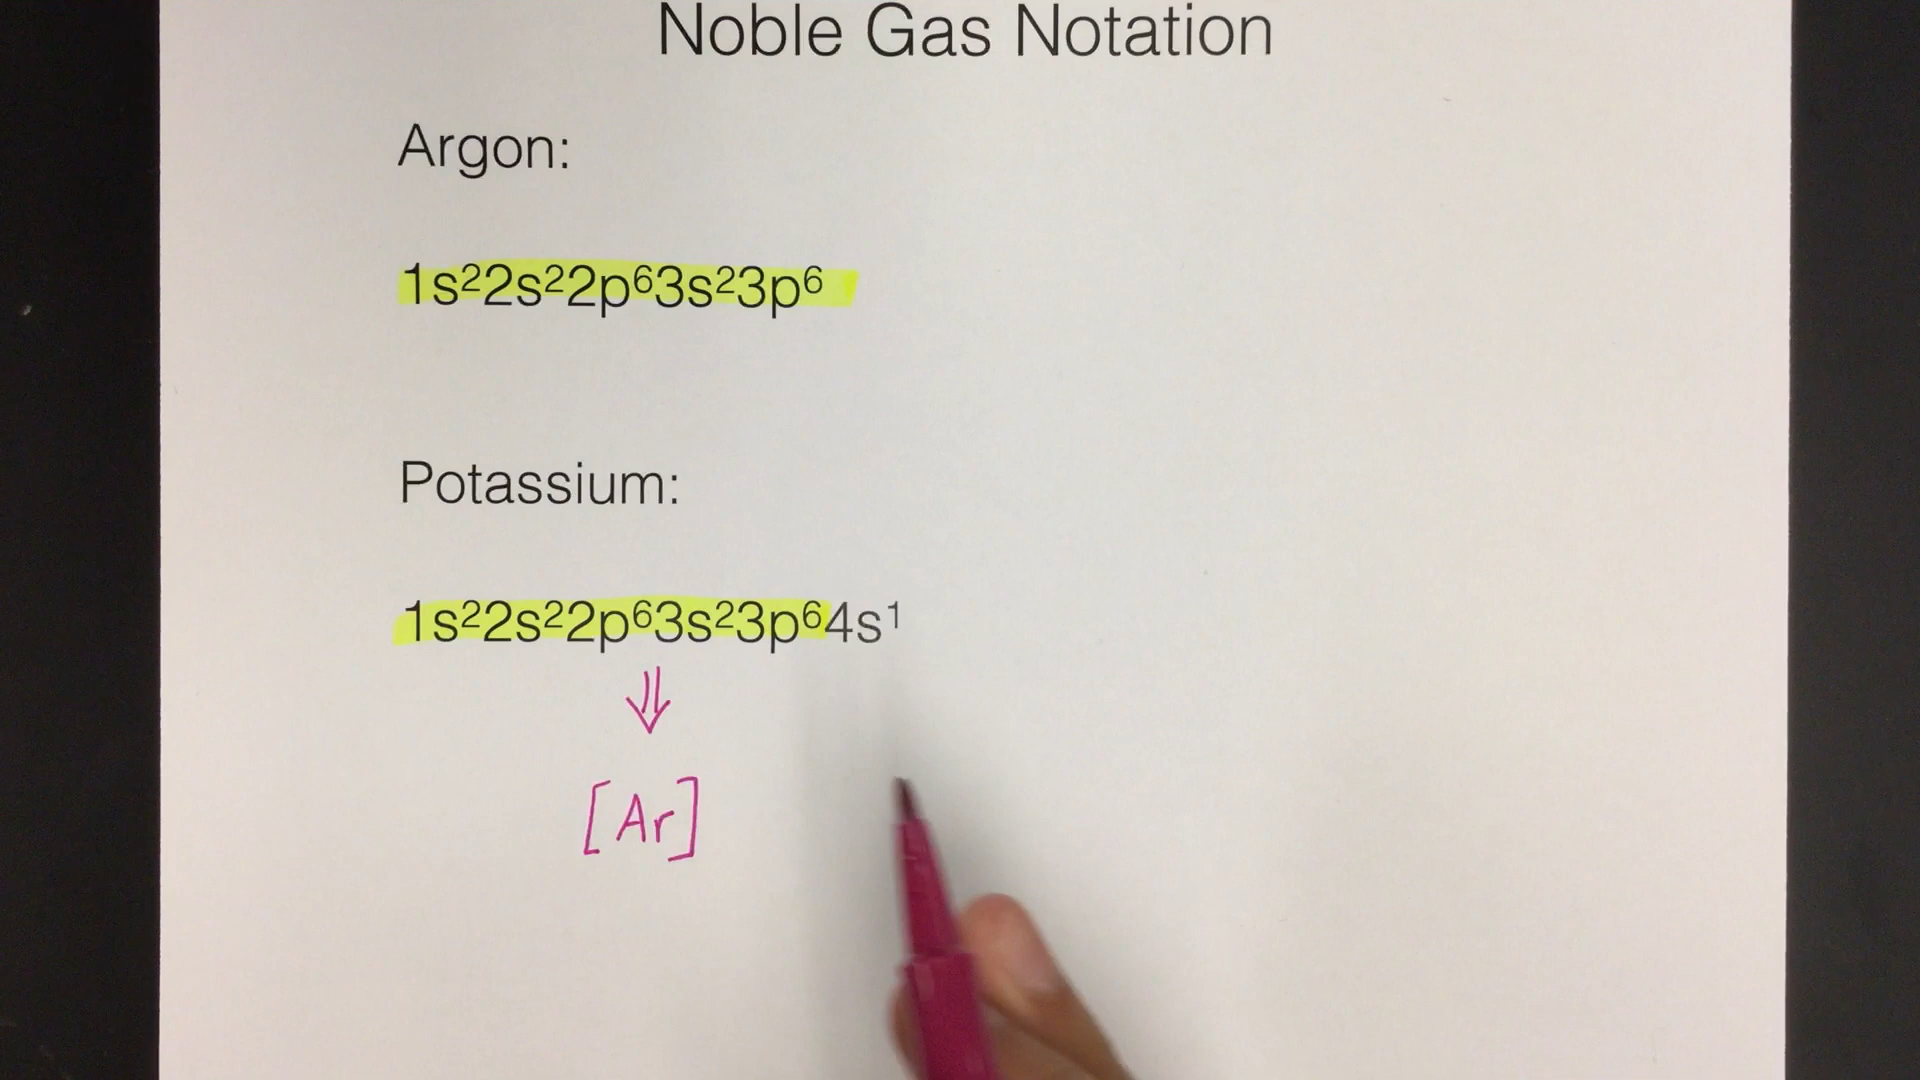 Noble Gas Notation
Argon:
1s²2s²2p⁶3s²3p⁶
Potassium:
1s²2s²2p⁶3s²3p⁶4s¹
[Ar]